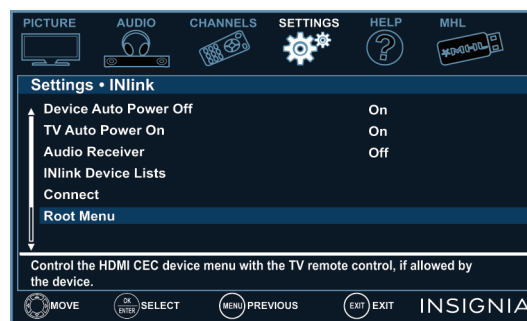 PICTURE AUDIO CHANNELS SETTINGS HELP MHL
MHL
Settings • INlink
Device Auto Power Off On
TV Auto Power On On
Audio Receiver Off
INlink Device Lists
Connect
Root Menu
Control the HDMI CEC device menu with the TV remote control, if allowed by
the device.
MOVE OK ENTER SELECT MENU PREVIOUS EXIT EXIT INSIGNIA